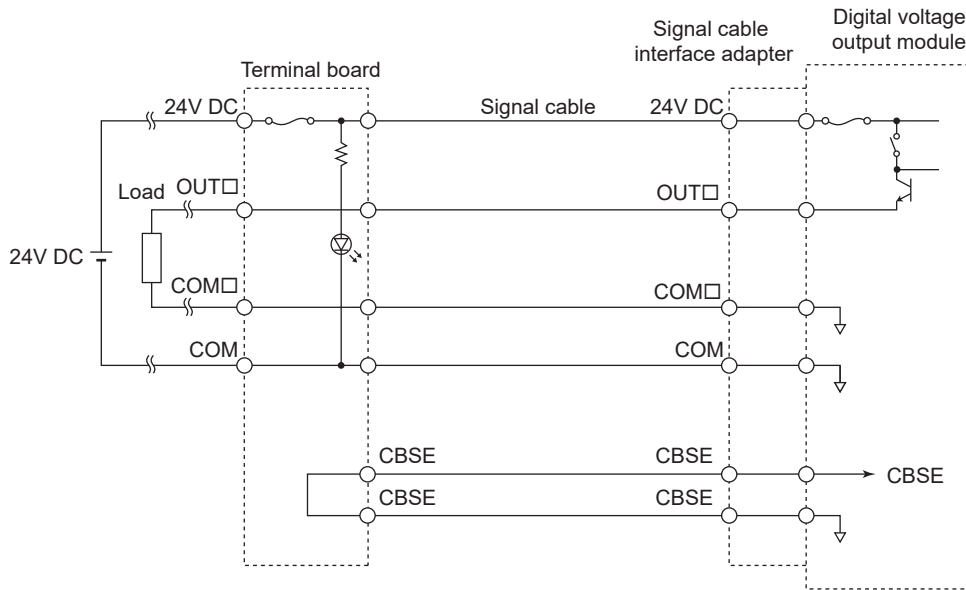 Digital voltage
output module
Signal cable
interface adapter
Terminal board
24V DC
Signal cable
24V DC
Load
OUT□
OUT□
24V DC
COM□
COM□
COM
COM
CBSE
CBSE
CBSE
CBSE
CBSE